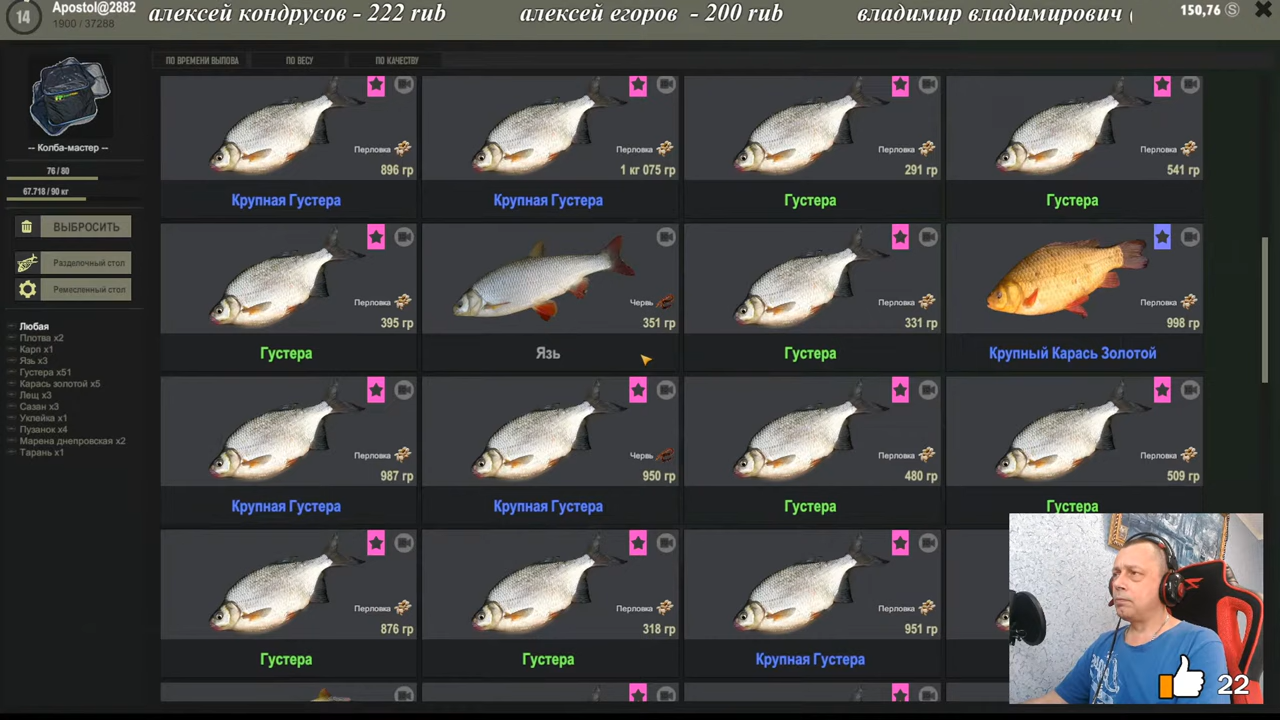 14
Apostol@2882
1900 / 37288
алексей кондрусов - 222 rub
алексей егоров - 200 rub
владимир владимирович (
150,76 S
ПО ВРЕМЕНИ ВЫЛОВА
ПО ВЕСУ
ПО КАЧЕСТВУ
-- Колба-мастер --
76 / 80
67.718 / 90 кг
ВЫБРОСИТЬ
Разделочный стол
Ремесленный стол
Любая
Плотва x2
Карп x1
Язь x3
Густера x51
Карась золотой x5
Лещ x3
Сазан x3
Уклейка x1
Пузанок x4
Марена днепровская x2
Тарань x1
Перловка
896 гр
Крупная Густера
Перловка
1 кг 075 гр
Крупная Густера
Перловка
291 гр
Густера
Перловка
541 гр
Густера
Перловка
395 гр
Густера
Червь
351 гр
Язь
Перловка
331 гр
Густера
Перловка
998 гр
Крупный Карась Золотой
Перловка
987 гр
Крупная Густера
Червь
950 гр
Крупная Густера
Перловка
480 гр
Густера
Перловка
509 гр
Густера
Перловка
876 гр
Густера
Перловка
318 гр
Густера
Перловка
951 гр
Крупная Густера
22